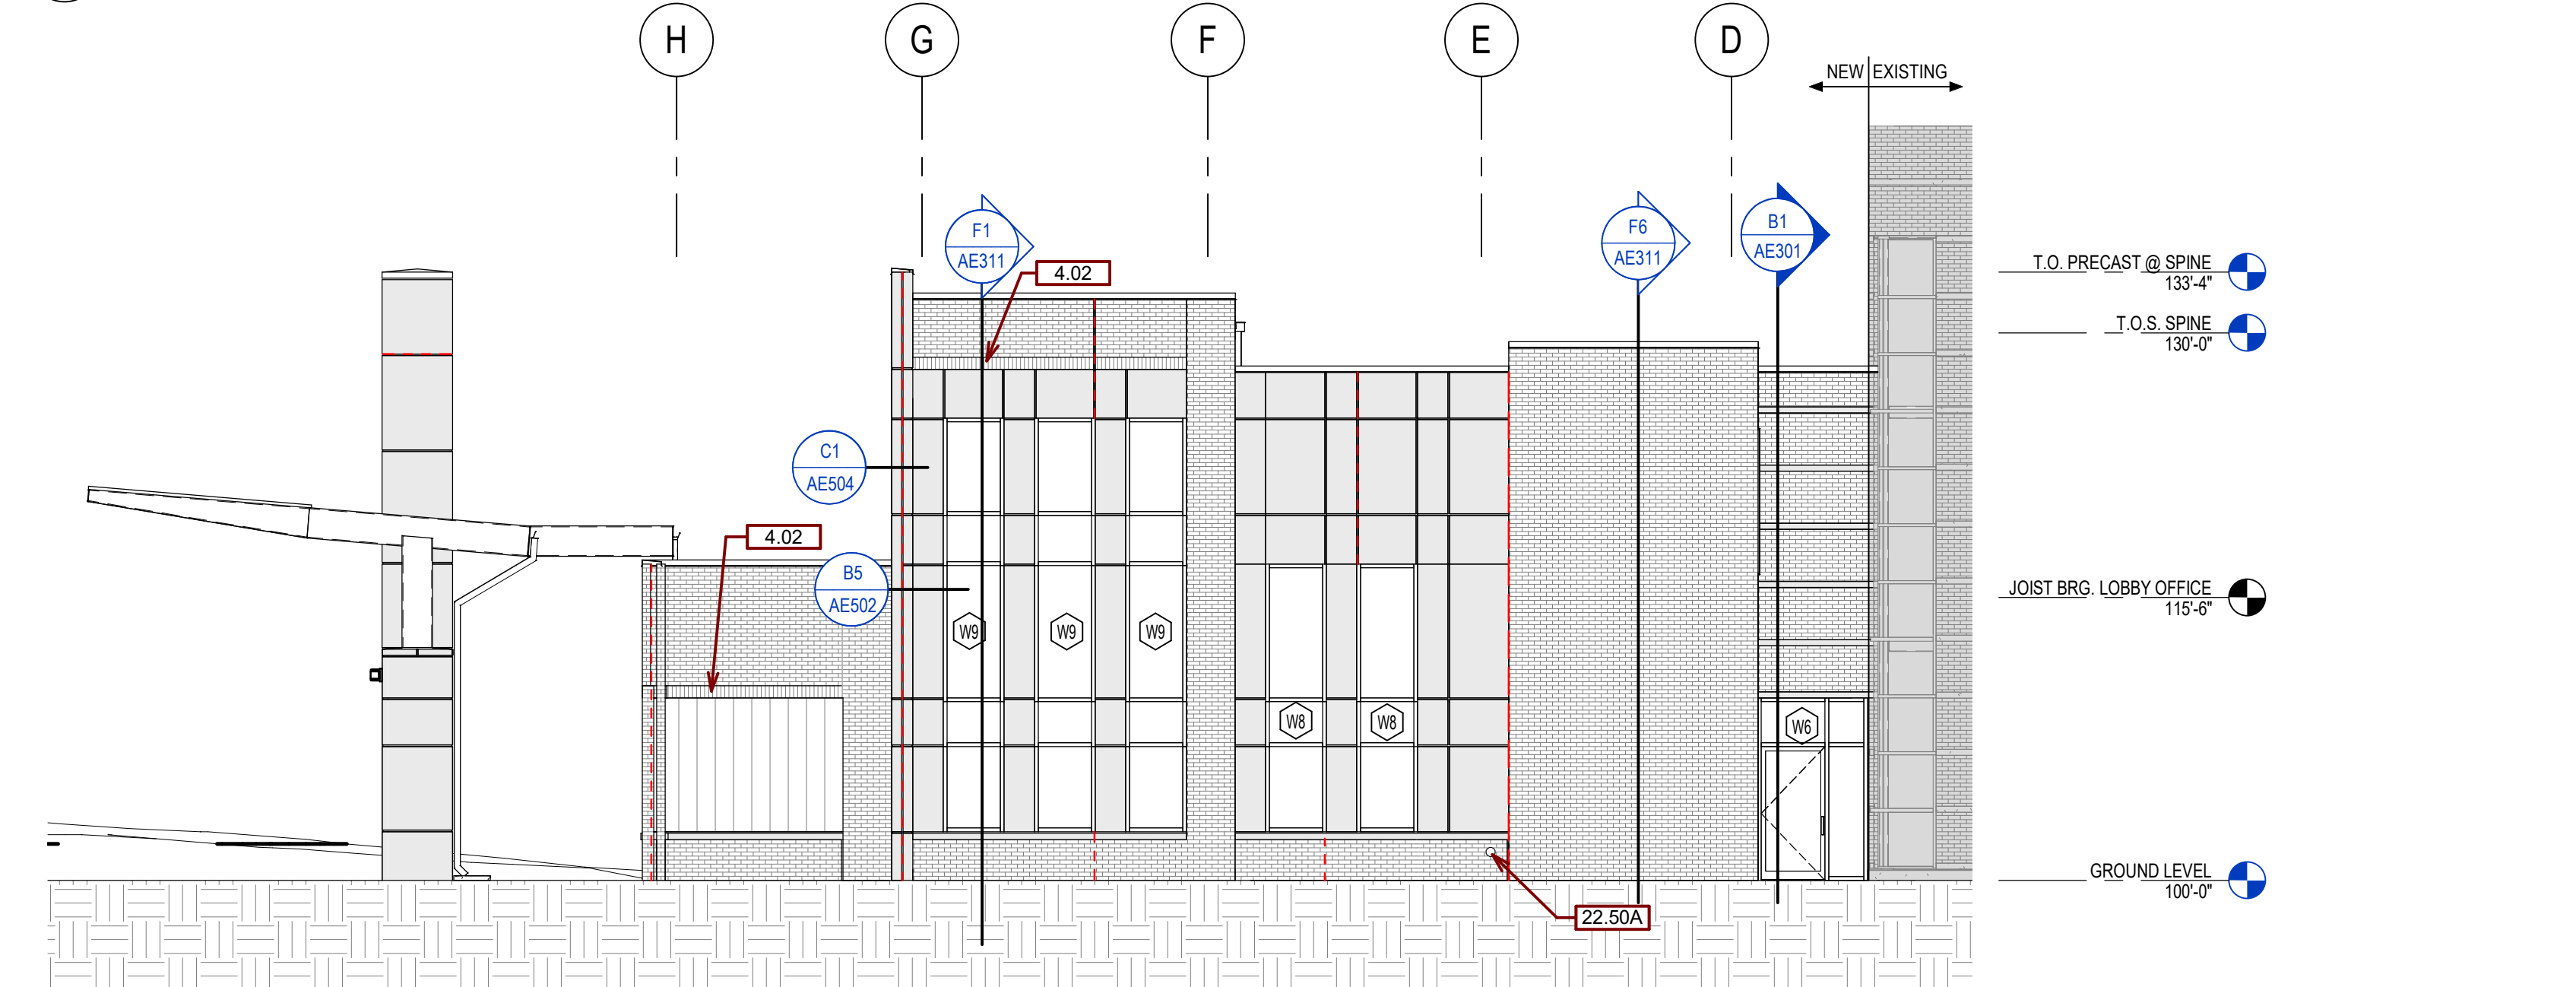 H
G
F
E
D
NEW EXISTING
F1
AE311
F6
AE311
B1
AE301
4.02
T.O. PRECAST @ SPINE
133'-4"
T.O.S. SPINE
130'-0"
C1
AE504
4.02
B5
AE502
JOIST BRG. LOBBY OFFICE
115'-6"
W9
W9
W9
W8
W8
W6
GROUND LEVEL
100'-0"
22.50A